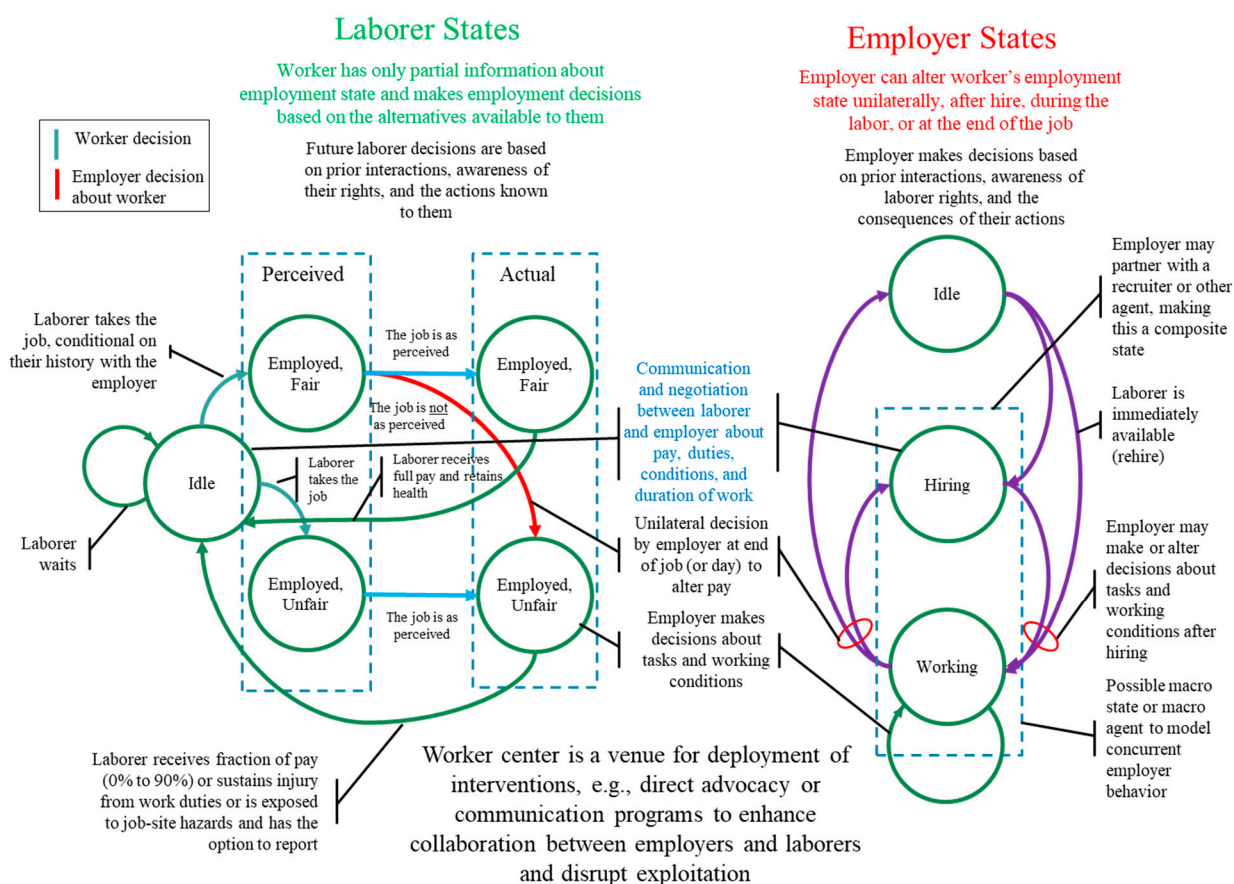 Laborer States
Worker has only partial information about
employment state and makes employment decisions
based on the alternatives available to them
Future laborer decisions are based
on prior interactions, awareness of
their rights, and the actions known
to them
Employer States
Employer can alter worker's employment
state unilaterally, after hire, during the
labor, or at the end of the job
Employer makes decisions based
on prior interactions, awareness of
laborer rights, and the
consequences of their actions
Worker decision
Employer decision
about worker
Perceived
Actual
Laborer takes the
job, conditional on
their history with the
employer
Employed,
Fair
The job is as
perceived
Employed,
Fair
The job is not
as perceived
Idle
Laborer
takes the
job
Laborer receives
full pay and retains
health
Laborer
waits
Employed,
Unfair
The job is as
perceived
Employed,
Unfair
Communication
and negotiation
between laborer
and employer about
pay, duties,
conditions, and
duration of work
Unilateral decision
by employer at end
of job (or day) to
alter pay
Employer makes
decisions about
tasks and working
conditions
Idle
Hiring
Working
Employer may
partner with a
recruiter or other
agent, making
this a composite
state
Laborer is
immediately
available
(rehire)
Employer may
make or alter
decisions about
tasks and
working
conditions after
hiring
Possible macro
state or macro
agent to model
concurrent
employer
behavior
Laborer receives fraction of pay
(0% to 90%) or sustains injury
from work duties or is exposed
to job-site hazards and has the
option to report
Worker center is a venue for deployment of
interventions, e.g., direct advocacy or
communication programs to enhance
collaboration between employers and laborers
and disrupt exploitation